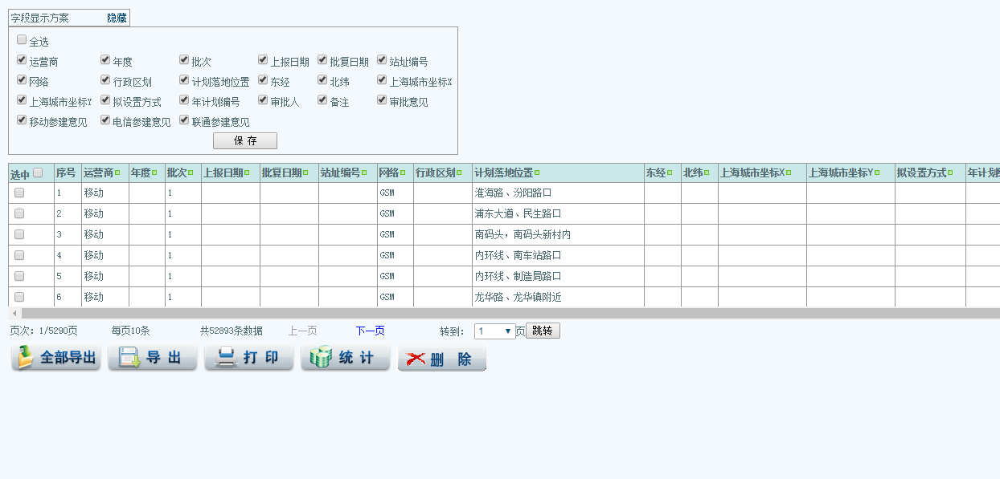 字段显示方案 隐藏
全选
运营商 年度 批次 上报日期 批复日期 站址编号
网络 行政区划 计划落地位置 东经 北纬 上海城市坐标X
上海城市坐标Y 拟设置方式 年计划编号 审批人 备注 审批意见
移动参建意见 电信参建意见 联通参建意见
保 存
选中 序号 运营商 年度 批次 上报日期 批复日期 站址编号 网络 行政区划 计划落地位置 东经 北纬 上海城市坐标X 上海城市坐标Y 拟设置方式 年计划
1 移动 1 GSM 淮海路、汾阳路口
2 移动 1 GSM 浦东大道、民生路口
3 移动 1 GSM 南码头，南码头新村内
4 移动 1 GSM 内环线、南车站路口
5 移动 1 GSM 内环线、制造局路口
6 移动 1 GSM 龙华路、龙华镇附近
页次：1/5290页 每页10条 共52893条数据 上一页 下一页 转到： 1 页 跳转
全部导出 导 出 打 印 统 计 删 除